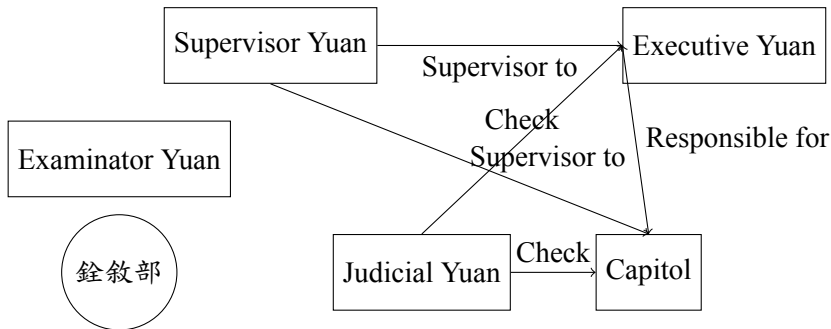 Supervisor Yuan
Executive Yuan
Supervisor to
Check
Responsible for
Supervisor to
Examinator Yuan
銓敘部
Judicial Yuan
Check
Capitol